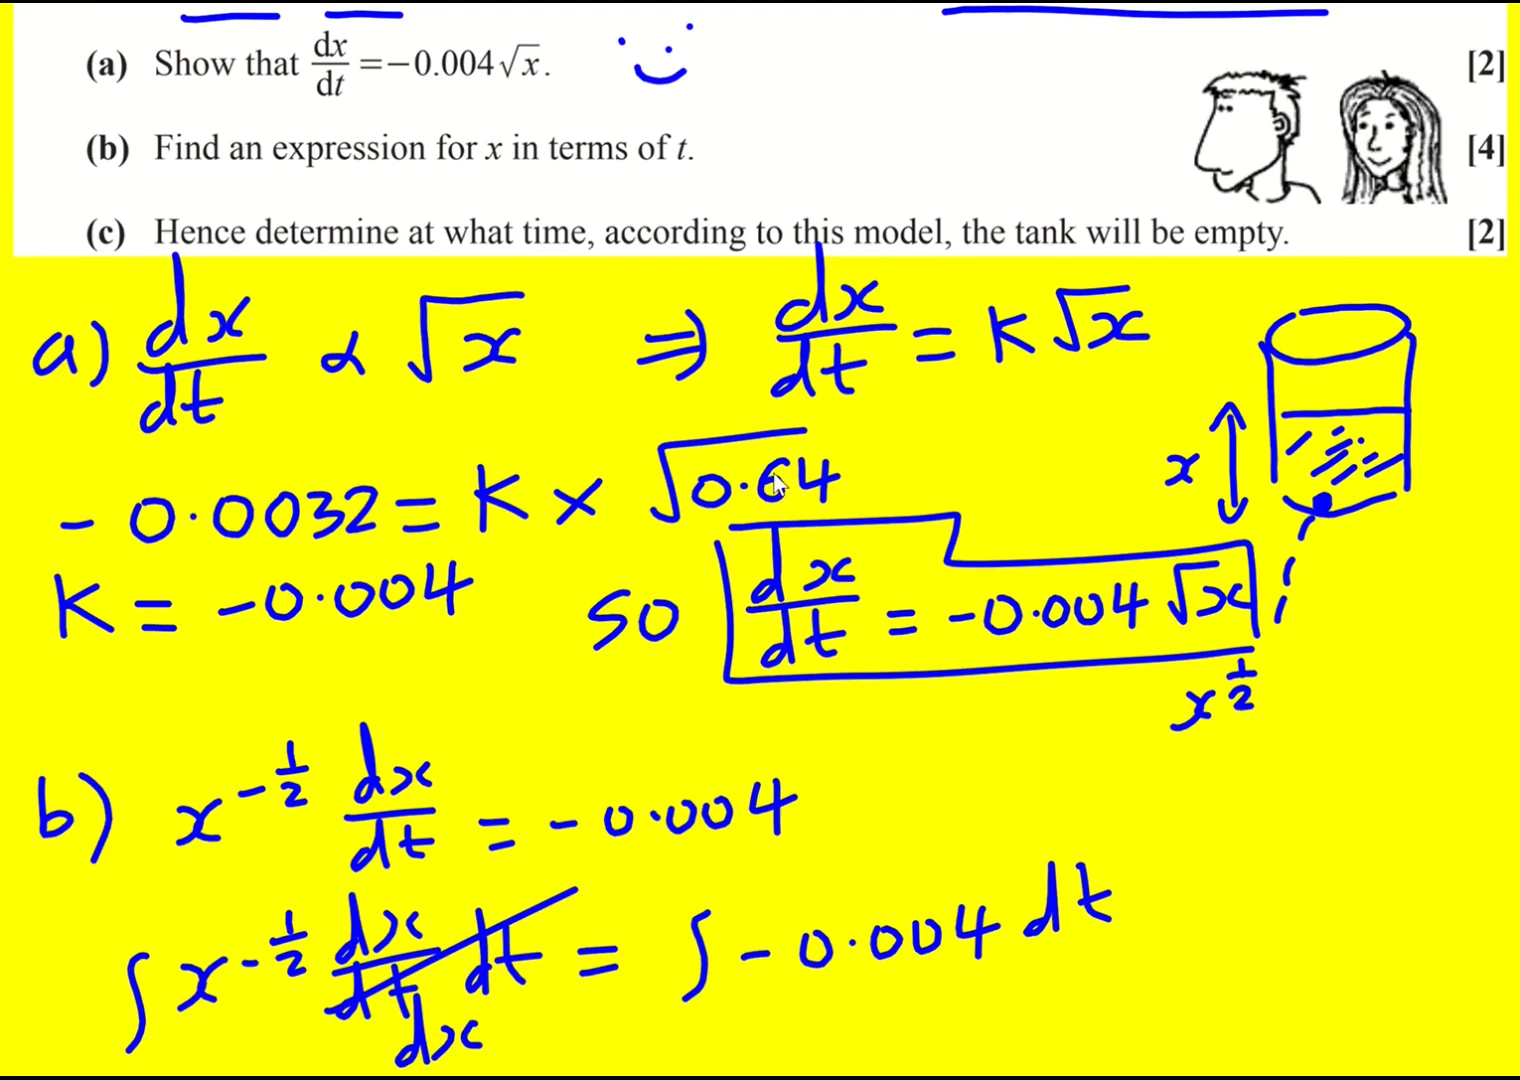 (a) Show that dx/dt = −0.004√x. [2]
(b) Find an expression for x in terms of t. [4]
(c) Hence determine at what time, according to this model, the tank will be empty. [2]
a) dx/dt ∝ √x ⇒ dx/dt = K√x
x
-0.0032 = K × √0.64
K = -0.004 so dx/dt = -0.004√x
x^½
b) x^-½ dx/dt = -0.004
∫ x^-½ dx/dt dt = ∫ -0.004 dt
dx